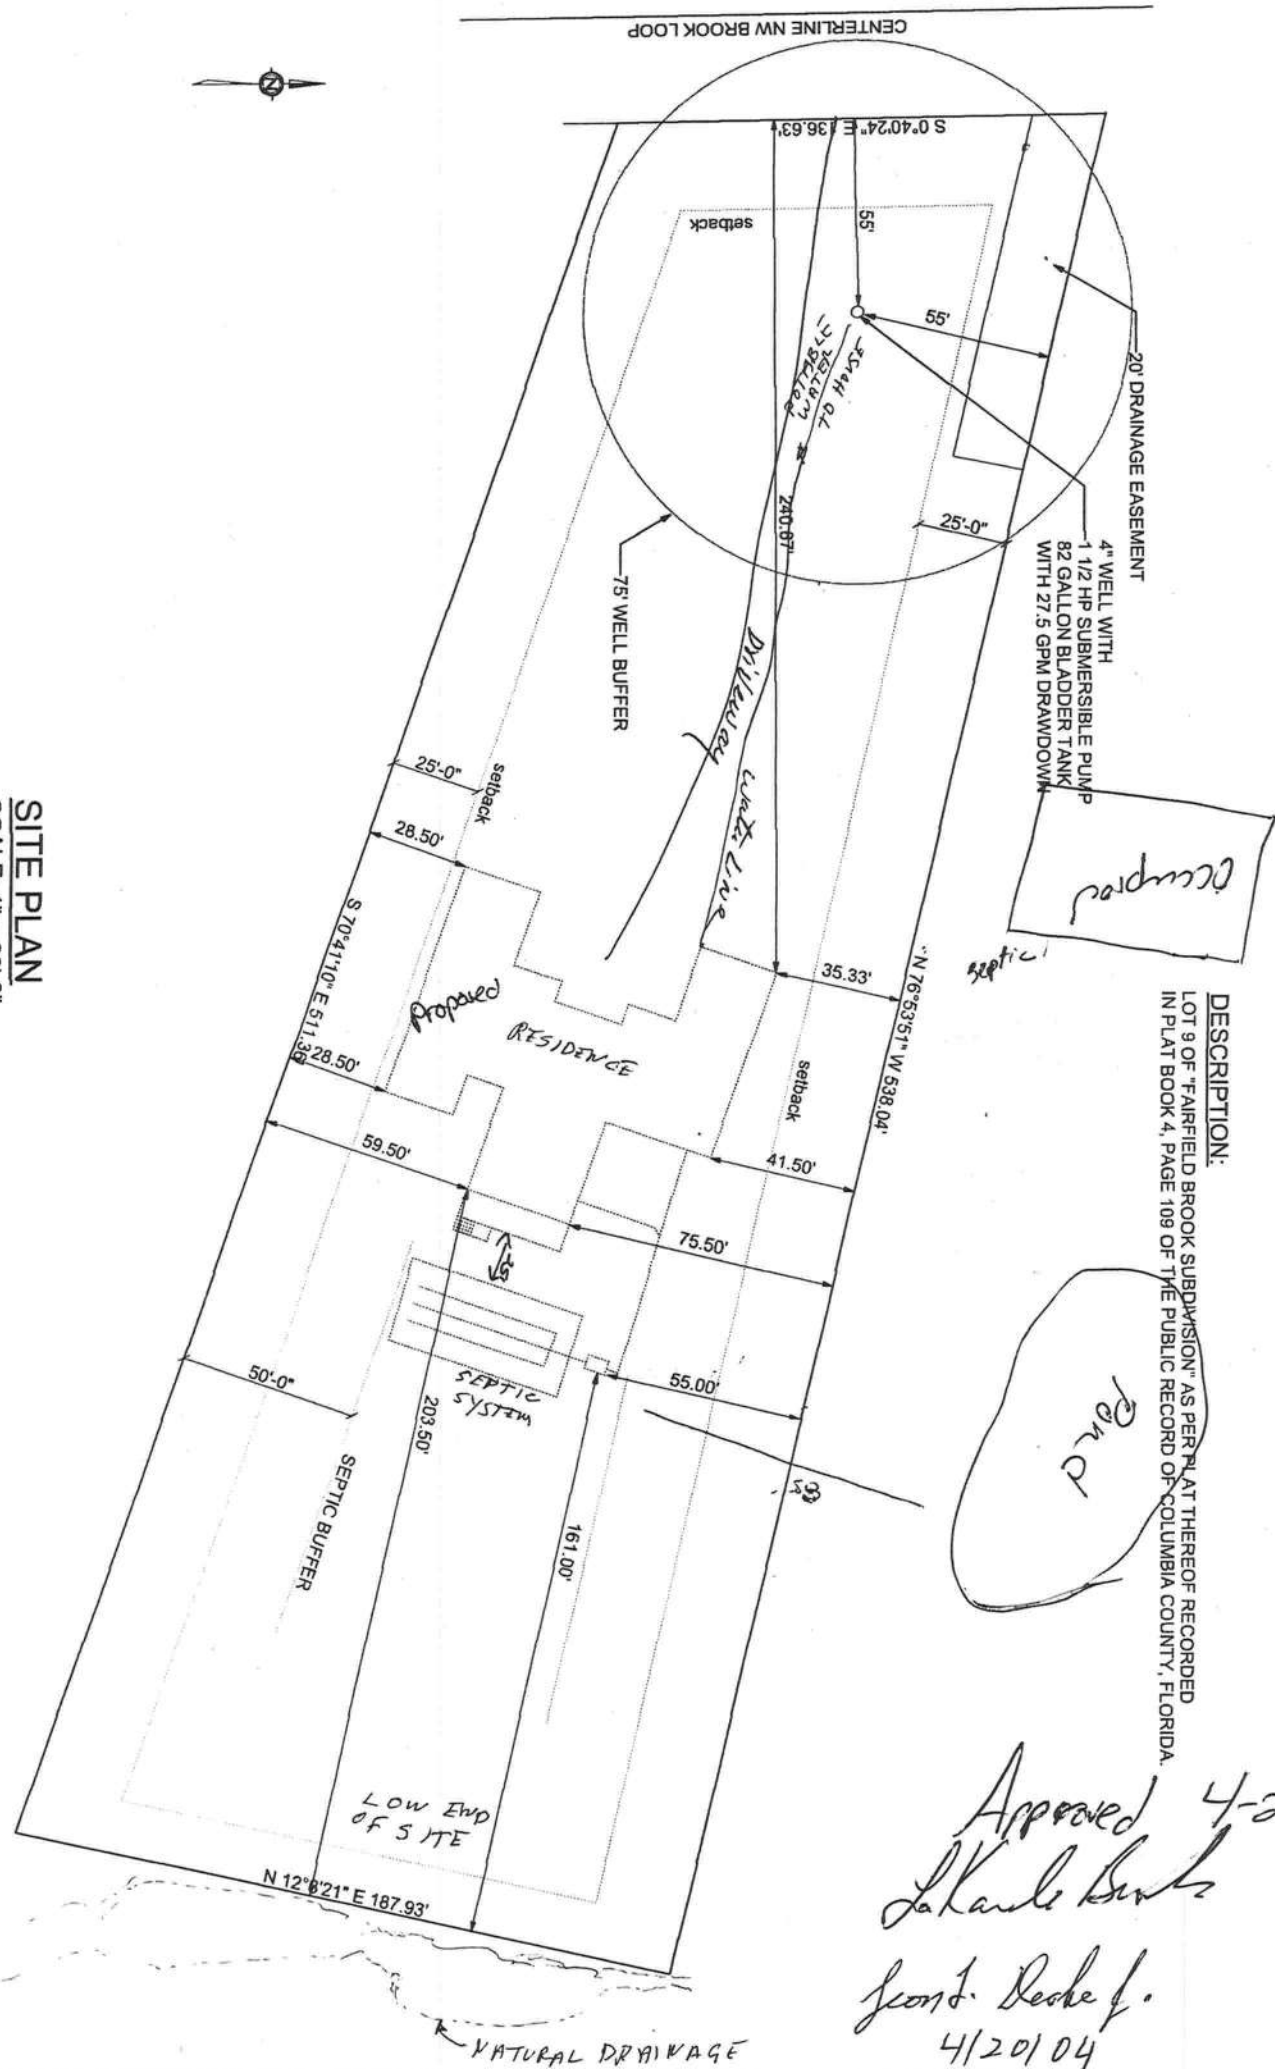 CENTERLINE NW BROOK LOOP
S 0°40'24" E 136.63'
setback
55'
55'
20' DRAINAGE EASEMENT
4" WELL WITH
1 1/2 HP SUBMERSIBLE PUMP
82 GALLON BLADDER TANK
WITH 27.5 GPM DRAWDOWN
POTABLE
WATER
TO HOUSE
240.67'
25'-0"
75' WELL BUFFER
Driveway
water Line
25'-0"
setback
28.50'
S 70°41'10" E 511.36'
Occupied
septic
35.33'
"N 76°53'51" W 538.04'
setback
Proposed
RESIDENCE
28.50'
59.50'
41.50'
75.50'
25'
SEPTIC
SYSTEM
55.00'
50'-0"
203.50'
161.00'
SEPTIC BUFFER
DESCRIPTION:
LOT 9 OF "FAIRFIELD BROOK SUBDIVISION" AS PER PLAT THEREOF RECORDED
IN PLAT BOOK 4, PAGE 109 OF THE PUBLIC RECORD OF COLUMBIA COUNTY, FLORIDA.
Pond
LOW END
OF SITE
N 12°8'21" E 187.93'
NATURAL DRAINAGE
Approved 4-2
4/20/04
SITE PLAN
N